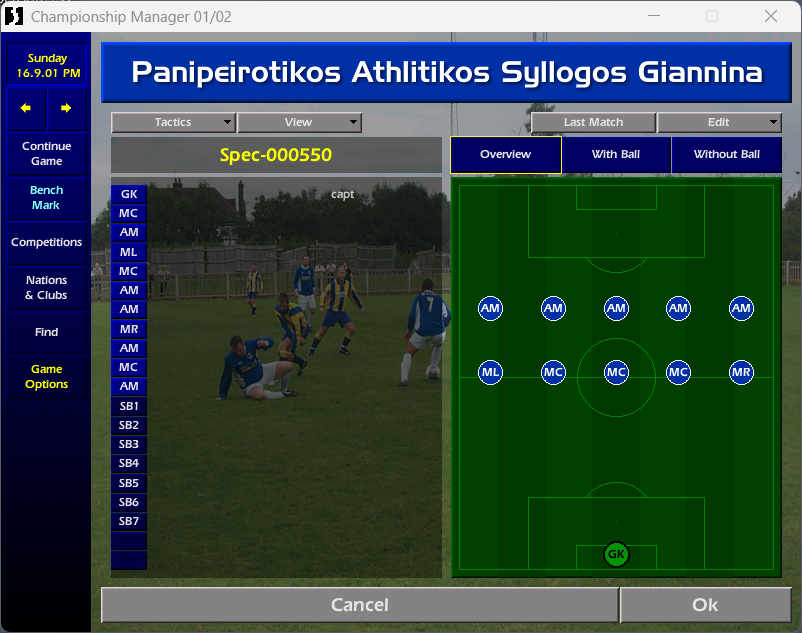 Championship Manager 01/02
Sunday
16.9.01 PM
Panipeirotikos Athlitikos Syllogos Giannina
Continue
Game
Bench
Mark
Competitions
Nations
& Clubs
Find
Game
Options
Tactics
View
Last Match
Edit
Spec-000550
Overview
With Ball
Without Ball
GK capt
MC
AM
ML
MC
AM
AM
MR
AM
MC
AM
SB1
SB2
SB3
SB4
SB5
SB6
SB7
7
AM AM AM AM AM
ML MC MC MC MR
GK
Cancel
Ok